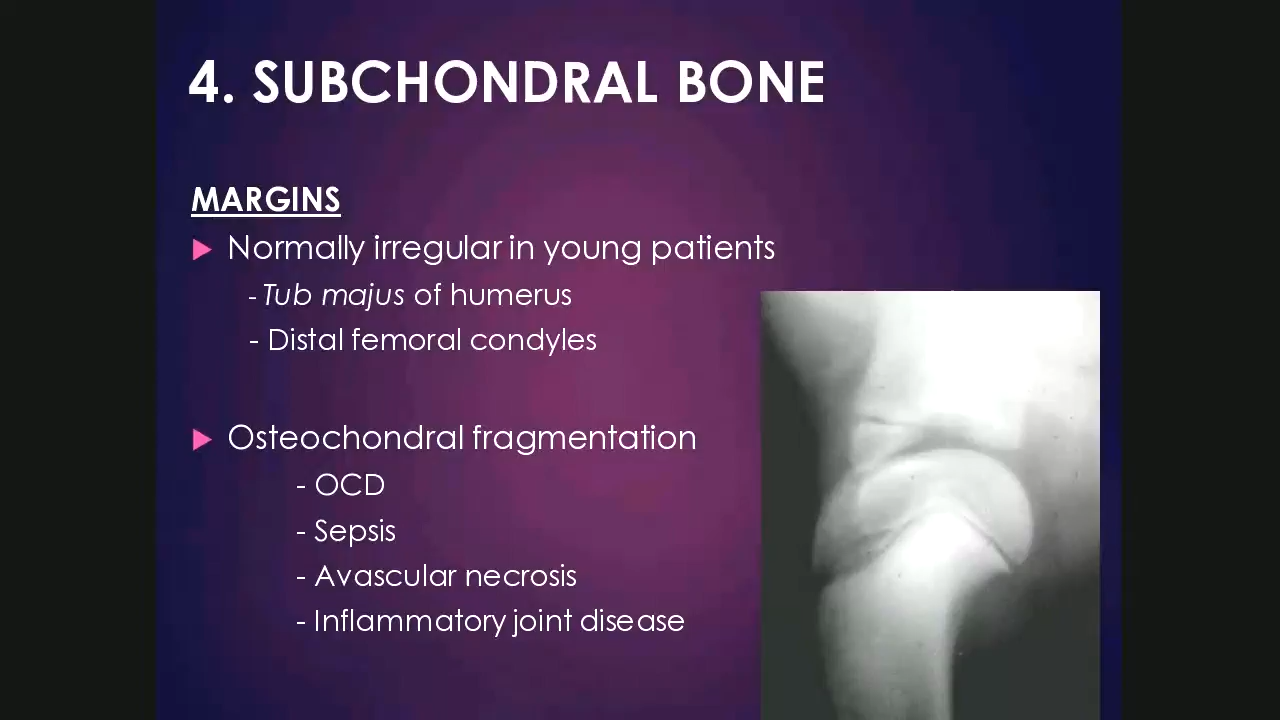 4. SUBCHONDRAL BONE
MARGINS
Normally irregular in young patients
- Tub majus of humerus
- Distal femoral condyles
Osteochondral fragmentation
- OCD
- Sepsis
- Avascular necrosis
- Inflammatory joint disease